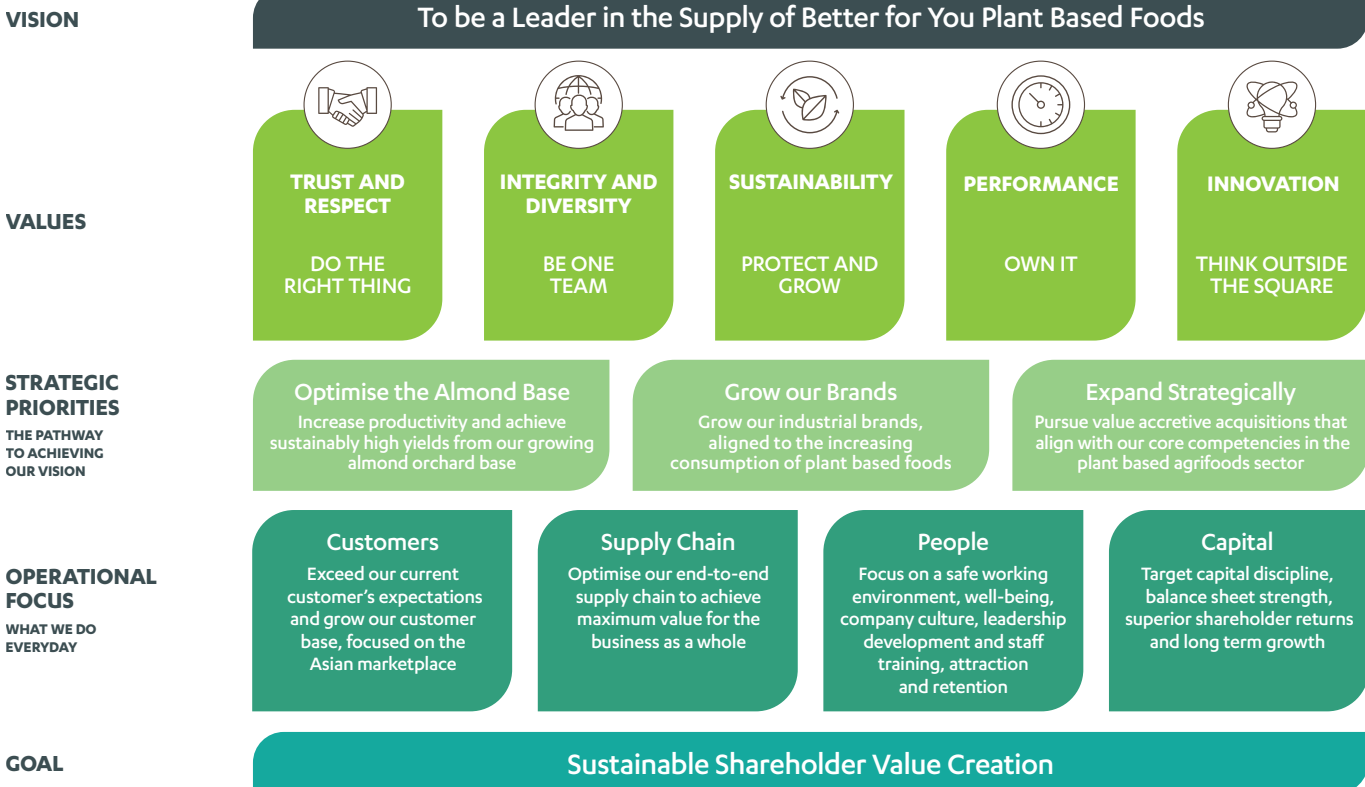 VISION
To be a Leader in the Supply of Better for You Plant Based Foods
VALUES
TRUST AND
RESPECT
DO THE
RIGHT THING
INTEGRITY AND
DIVERSITY
BE ONE
TEAM
SUSTAINABILITY
PROTECT AND
GROW
PERFORMANCE
OWN IT
INNOVATION
THINK OUTSIDE
THE SQUARE
STRATEGIC
PRIORITIES
THE PATHWAY
TO ACHIEVING
OUR VISION
Optimise the Almond Base
Increase productivity and achieve
sustainably high yields from our growing
almond orchard base
Grow our Brands
Grow our industrial brands,
aligned to the increasing
consumption of plant based foods
Expand Strategically
Pursue value accretive acquisitions that
align with our core competencies in the
plant based agrifoods sector
OPERATIONAL
FOCUS
WHAT WE DO
EVERYDAY
Customers
Exceed our current
customer’s expectations
and grow our customer
base, focused on the
Asian marketplace
Supply Chain
Optimise our end-to-end
supply chain to achieve
maximum value for the
business as a whole
People
Focus on a safe working
environment, well-being,
company culture, leadership
development and staff
training, attraction
and retention
Capital
Target capital discipline,
balance sheet strength,
superior shareholder returns
and long term growth
GOAL
Sustainable Shareholder Value Creation